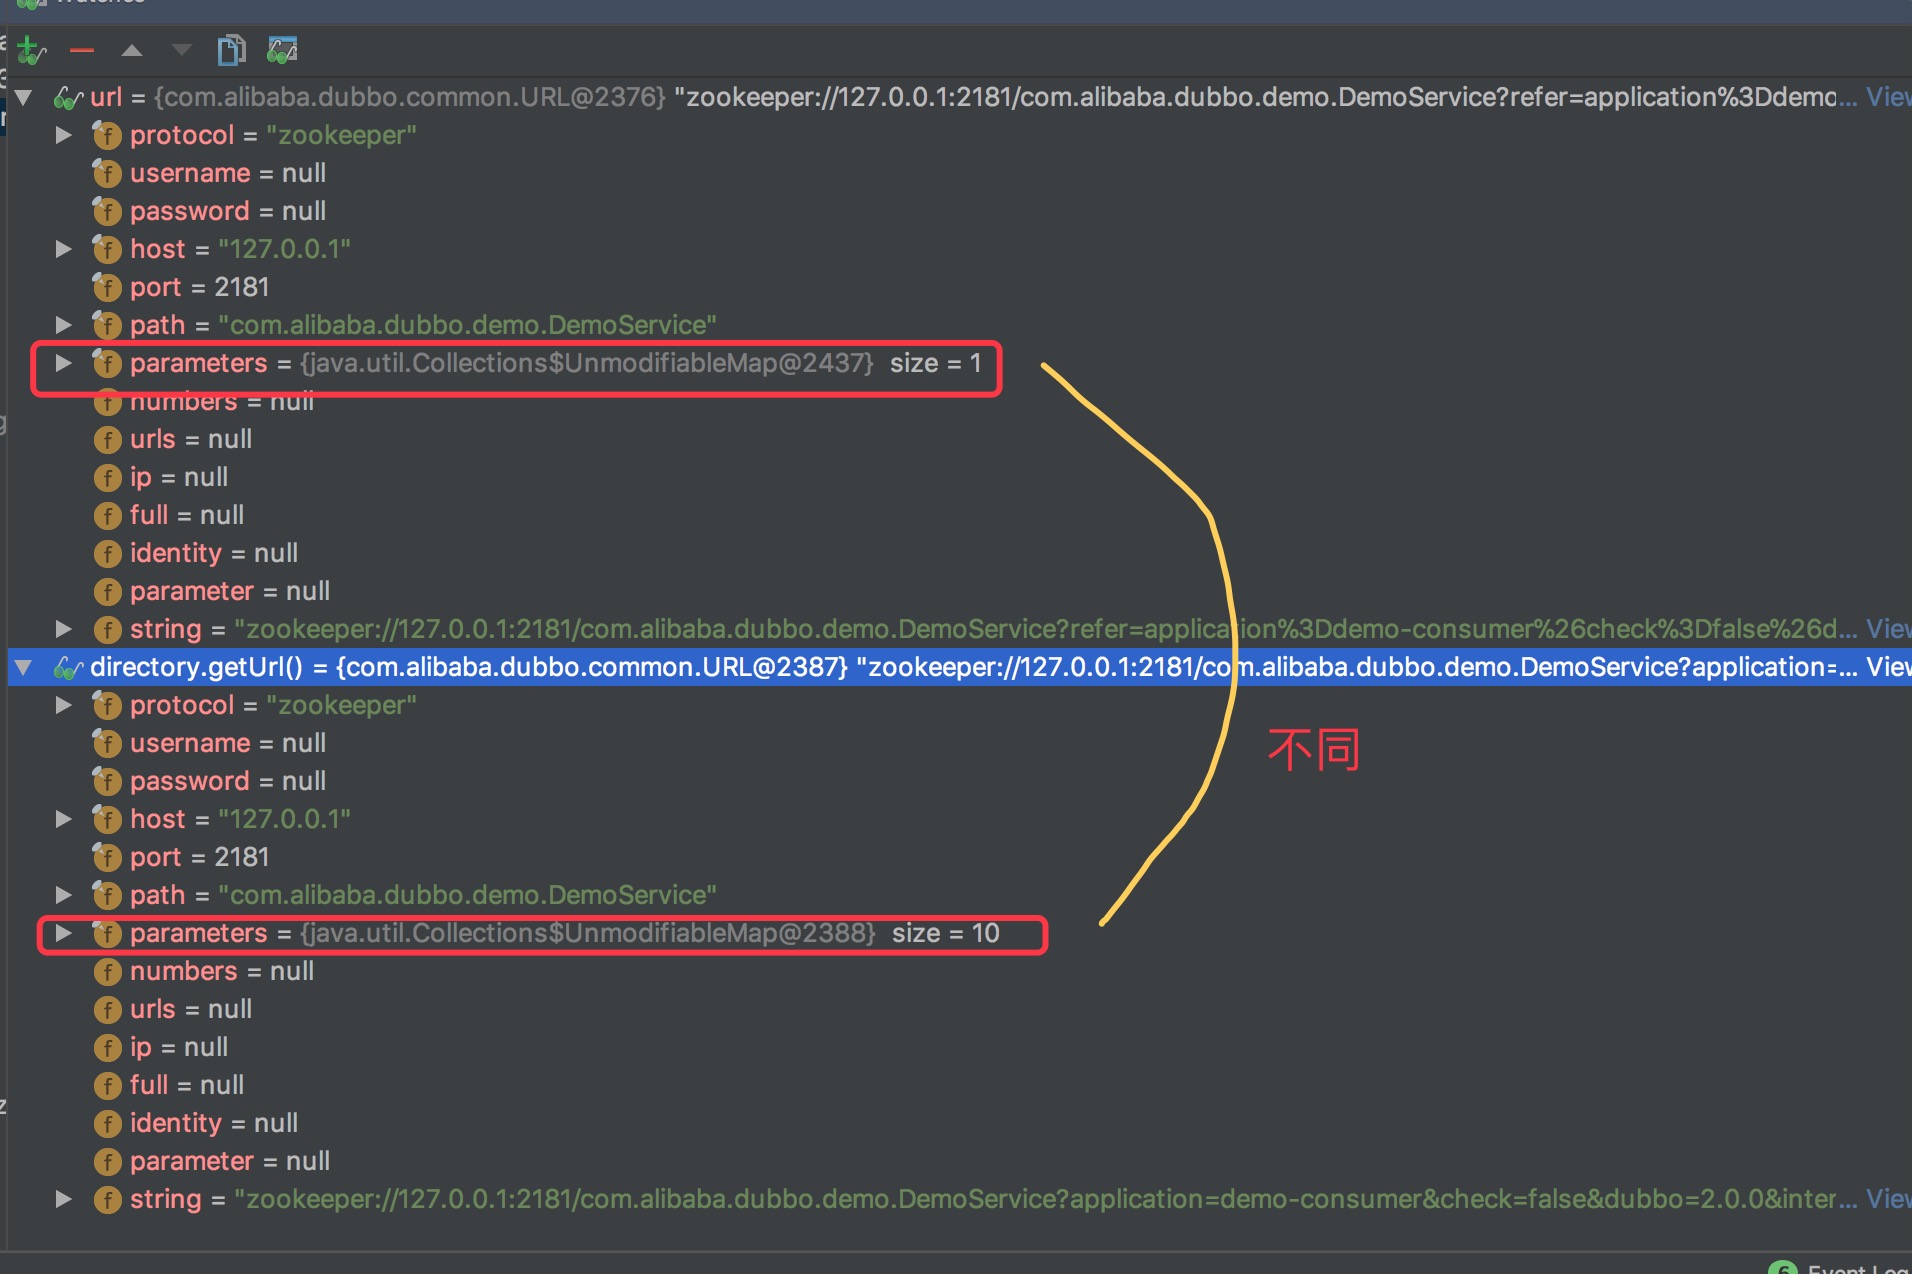 url = {com.alibaba.dubbo.common.URL@2376} "zookeeper://127.0.0.1:2181/com.alibaba.dubbo.demo.DemoService?refer=application%3Ddemo... View
protocol = "zookeeper"
username = null
password = null
host = "127.0.0.1"
port = 2181
path = "com.alibaba.dubbo.demo.DemoService"
parameters = {java.util.Collections$UnmodifiableMap@2437} size = 1
numbers = null
urls = null
ip = null
full = null
identity = null
parameter = null
string = "zookeeper://127.0.0.1:2181/com.alibaba.dubbo.demo.DemoService?refer=application%3Ddemo-consumer%26check%3Dfalse%26d... View
directory.getUrl() = {com.alibaba.dubbo.common.URL@2387} "zookeeper://127.0.0.1:2181/com.alibaba.dubbo.demo.DemoService?application=... View
protocol = "zookeeper"
username = null
不同
password = null
host = "127.0.0.1"
port = 2181
path = "com.alibaba.dubbo.demo.DemoService"
parameters = {java.util.Collections$UnmodifiableMap@2388} size = 10
numbers = null
urls = null
ip = null
full = null
identity = null
parameter = null
string = "zookeeper://127.0.0.1:2181/com.alibaba.dubbo.demo.DemoService?application=demo-consumer&check=false&dubbo=2.0.0&inter... View
6 Event Log